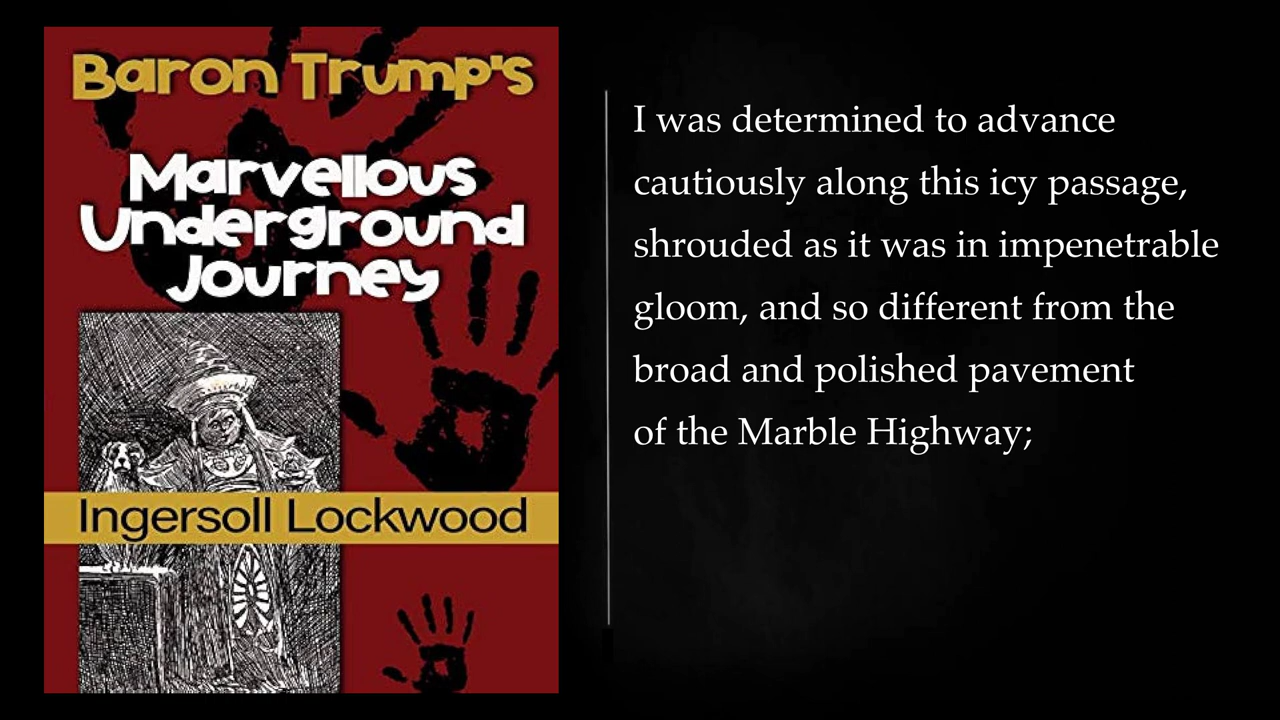 Baron Trump's
Marvellous
Underground
Journey
Ingersoll Lockwood
I was determined to advance
cautiously along this icy passage,
shrouded as it was in impenetrable
gloom, and so different from the
broad and polished pavement
of the Marble Highway;